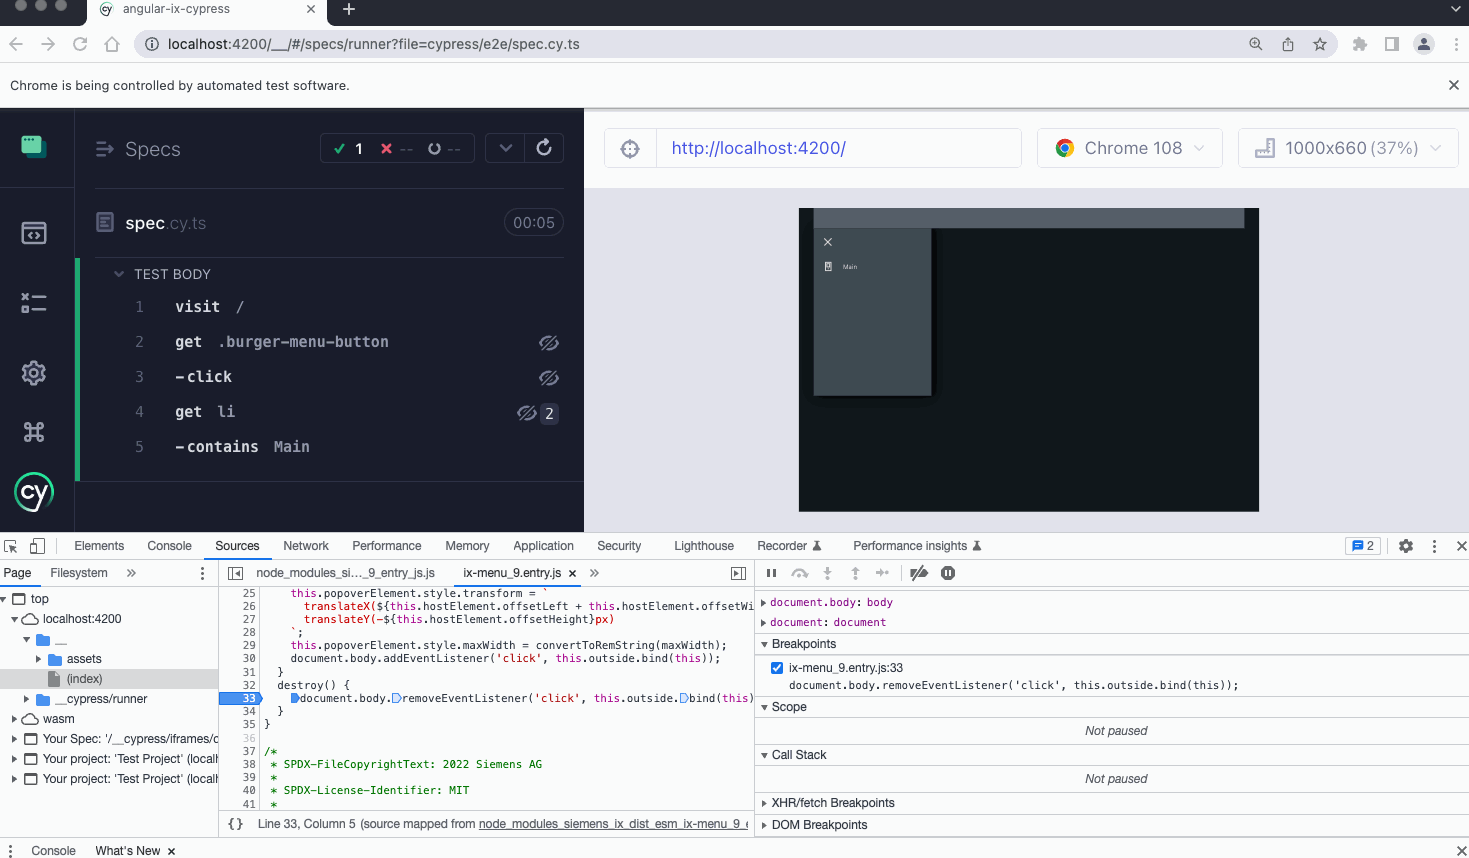 angular-ix-cypress
localhost:4200/__/#/specs/runner?file=cypress/e2e/spec.cy.ts
Chrome is being controlled by automated test software.
Specs
1 -- --
http://localhost:4200/
Chrome 108
1000x660 (37%)
spec.cy.ts
00:05
TEST BODY
1 visit /
2 get .burger-menu-button
3 -click
4 get li 2
5 -contains Main
cy
Main
Elements Console Sources Network Performance Memory Application Security Lighthouse Recorder Performance insights 2
Page Filesystem »
node_modules_si…_9_entry_js.js ix-menu_9.entry.js × »
top
localhost:4200
__
assets
(index)
__cypress/runner
wasm
Your Spec: '/__cypress/iframes/c
Your project: 'Test Project' (local
Your project: 'Test Project' (local
25 this.popoverElement.style.transform = `
26 translateX(${this.hostElement.offsetLeft + this.hostElement.offsetWi
27 translateY(-${this.hostElement.offsetHeight}px)
28 `;
29 this.popoverElement.style.maxWidth = convertToRemString(maxWidth);
30 document.body.addEventListener('click', this.outside.bind(this));
31 }
32 destroy() {
33 document.body.removeEventListener('click', this.outside.bind(this)
34 }
35 }
36
37 /*
38 * SPDX-FileCopyrightText: 2022 Siemens AG
39 *
40 * SPDX-License-Identifier: MIT
41 *
{} Line 33, Column 5 (source mapped from node_modules_siemens_ix_dist_esm_ix-menu_9_e
document.body: body
document: document
Breakpoints
ix-menu_9.entry.js:33
document.body.removeEventListener('click', this.outside.bind(this));
Scope
Not paused
Call Stack
Not paused
XHR/fetch Breakpoints
DOM Breakpoints
Console What's New ×